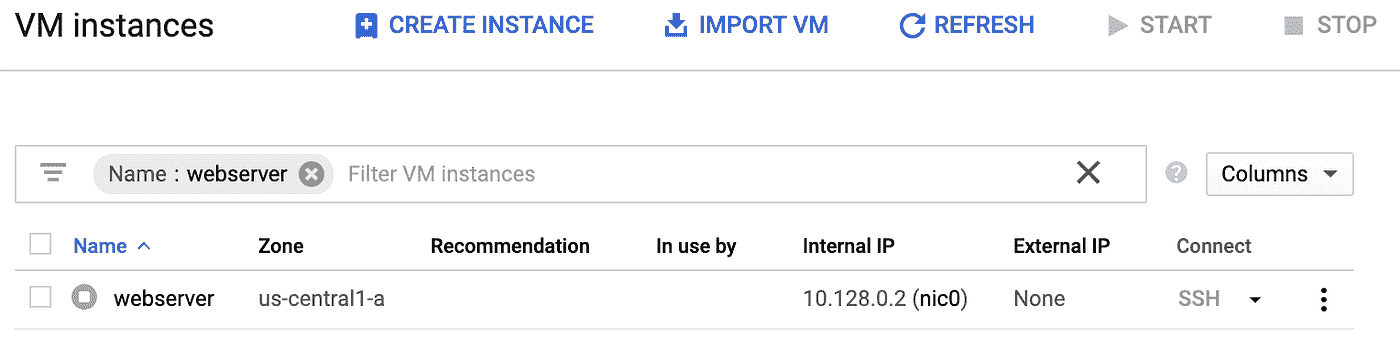 VM instances CREATE INSTANCE IMPORT VM REFRESH START STOP
Name : webserver Filter VM instances Columns
Name Zone Recommendation In use by Internal IP External IP Connect
webserver us-central1-a 10.128.0.2 (nic0) None SSH